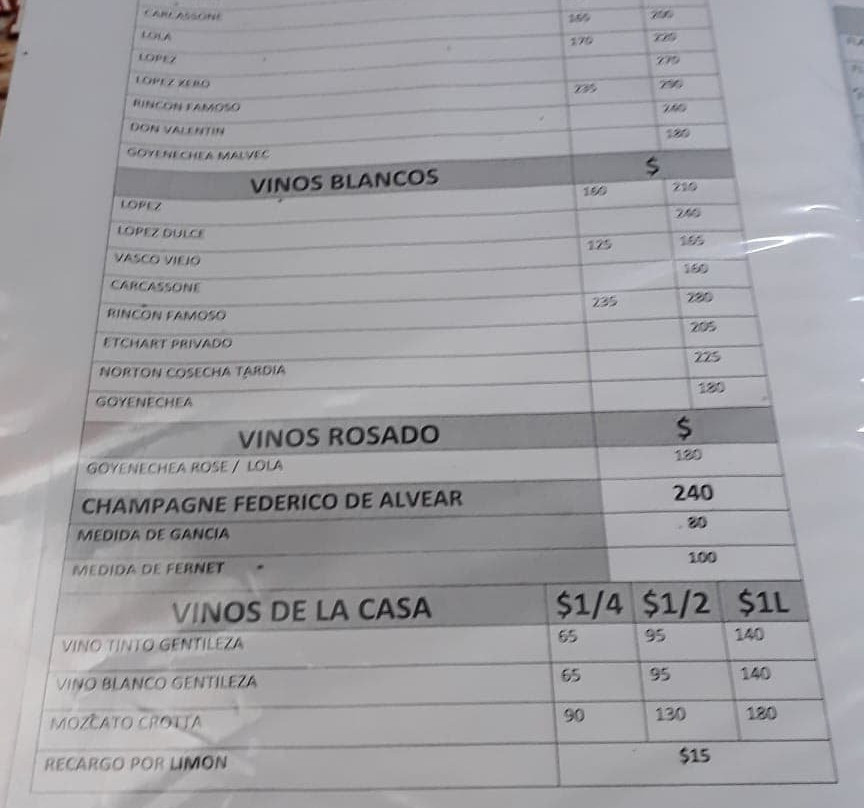 CARCASSONE
LOLA 160 200
LOPEZ 170 220
LOPEZ XERO 270
RINCON FAMOSO 235 290
DON VALENTIN 240
GOYENECHEA MALVEC 180
VINOS BLANCOS $
LOPEZ 160 210
LOPEZ DULCE 240
VASCO VIEJO 125 165
CARCASSONE 160
RINCON FAMOSO 235 280
ETCHART PRIVADO 205
NORTON COSECHA TARDIA 225
GOYENECHEA 180
VINOS ROSADO $
GOYENECHEA ROSE / LOLA 180
CHAMPAGNE FEDERICO DE ALVEAR 240
MEDIDA DE GANCIA 80
MEDIDA DE FERNET 100
VINOS DE LA CASA $1/4 $1/2 $1L
VINO TINTO GENTILEZA 65 95 140
VINO BLANCO GENTILEZA 65 95 140
MOZCATO CROTTA 90 130 180
RECARGO POR LIMON $15